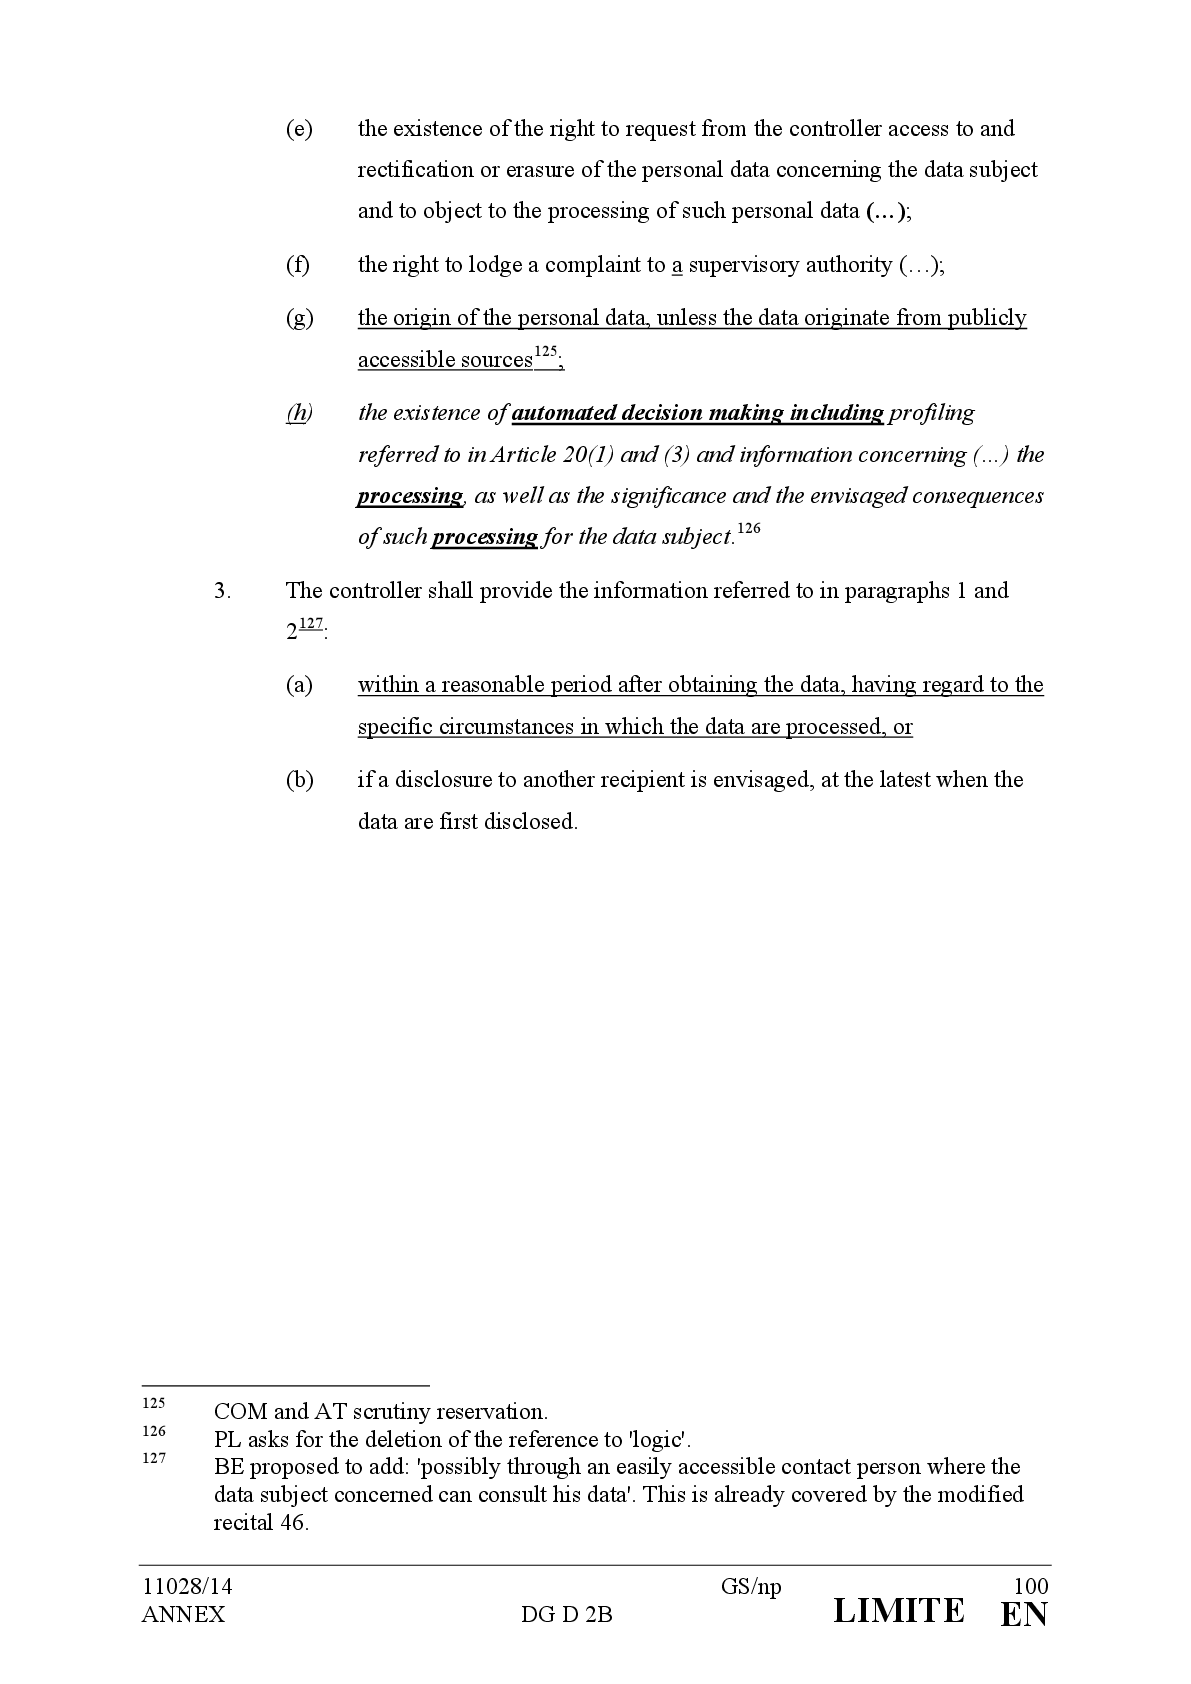 (e) the existence of the right to request from the controller access to and
rectification or erasure of the personal data concerning the data subject
and to object to the processing of such personal data (…);
(f) the right to lodge a complaint to a supervisory authority (…);
(g) the origin of the personal data, unless the data originate from publicly
accessible sources125;
(h) the existence of automated decision making including profiling
referred to in Article 20(1) and (3) and information concerning (…) the
processing, as well as the significance and the envisaged consequences
of such processing for the data subject.126
3. The controller shall provide the information referred to in paragraphs 1 and
2127:
(a) within a reasonable period after obtaining the data, having regard to the
specific circumstances in which the data are processed, or
(b) if a disclosure to another recipient is envisaged, at the latest when the
data are first disclosed.
125 COM and AT scrutiny reservation.
126 PL asks for the deletion of the reference to 'logic'.
127 BE proposed to add: 'possibly through an easily accessible contact person where the
data subject concerned can consult his data'. This is already covered by the modified
recital 46.
11028/14 GS/np 100
ANNEX DG D 2B LIMITE EN